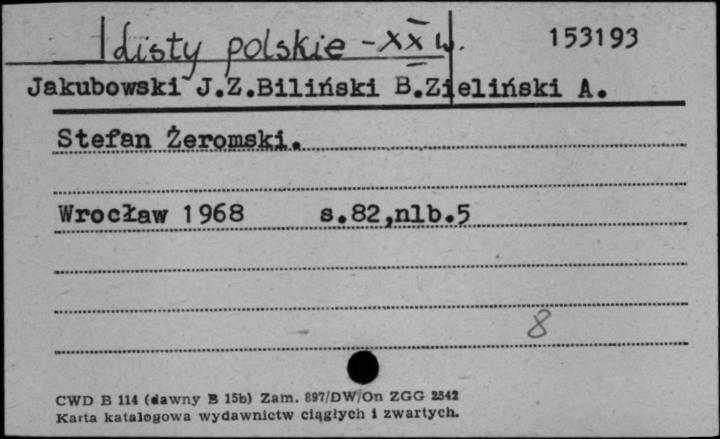 listy polskie - XX w. 153193
Jakubowski J.Z.Biliński B.Zieliński A.
Stefan Żeromski.
Wrocław 1968 s.82,nlb.5
8
CWD B 114 (dawny B 15b) Zam. 897/DW/On ZGG 2542
Karta katalogowa wydawnictw ciągłych i zwartych.